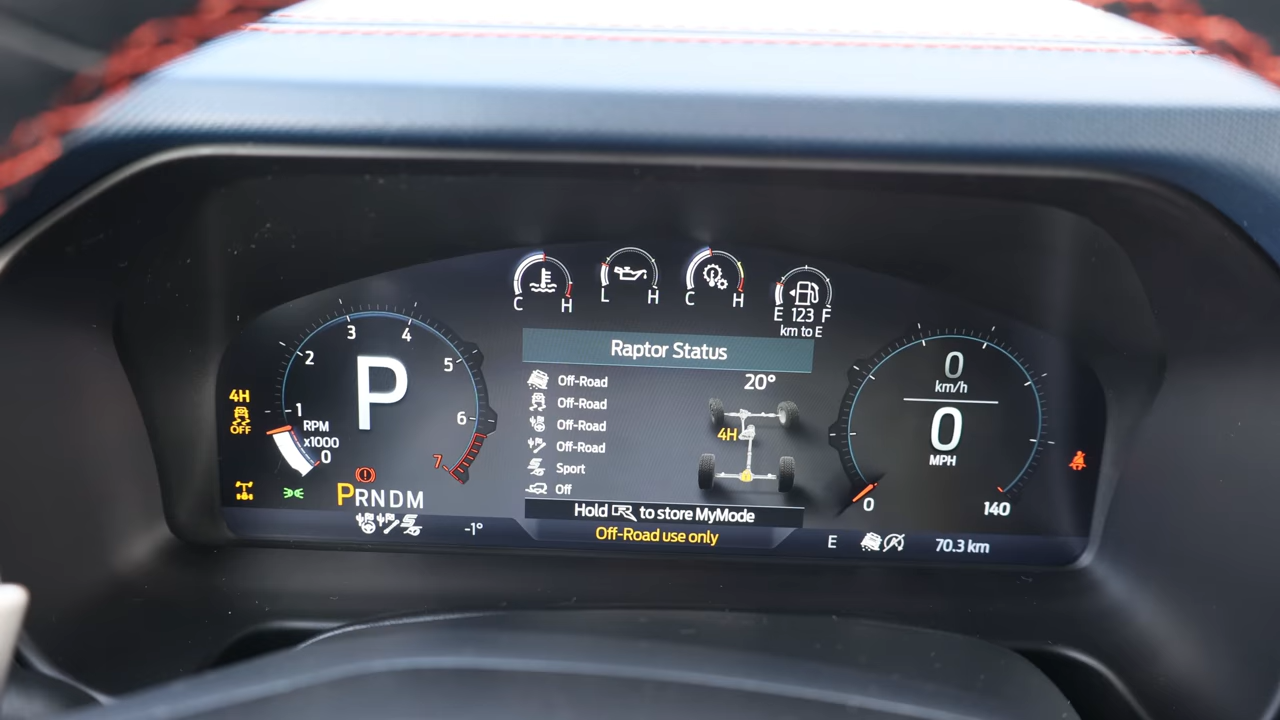 C H
L H
C H
E 123 F
km to E
Raptor Status
20°
Off-Road
Off-Road
Off-Road
Off-Road
Sport
Off
4H
Hold R to store MyMode
Off-Road use only
4H
OFF
P
0
1
2
3
4
5
6
7
RPM
x1000
PRNDM
-1°
0
km/h
0
MPH
0
140
E
70.3 km